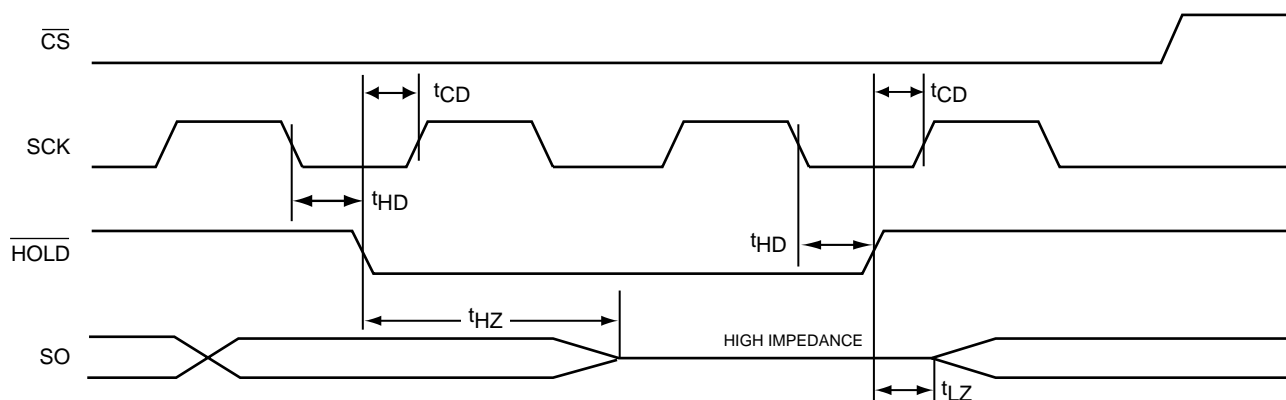 CS
tCD
tCD
SCK
tHD
HOLD
tHD
tHZ
HIGH IMPEDANCE
SO
tLZ